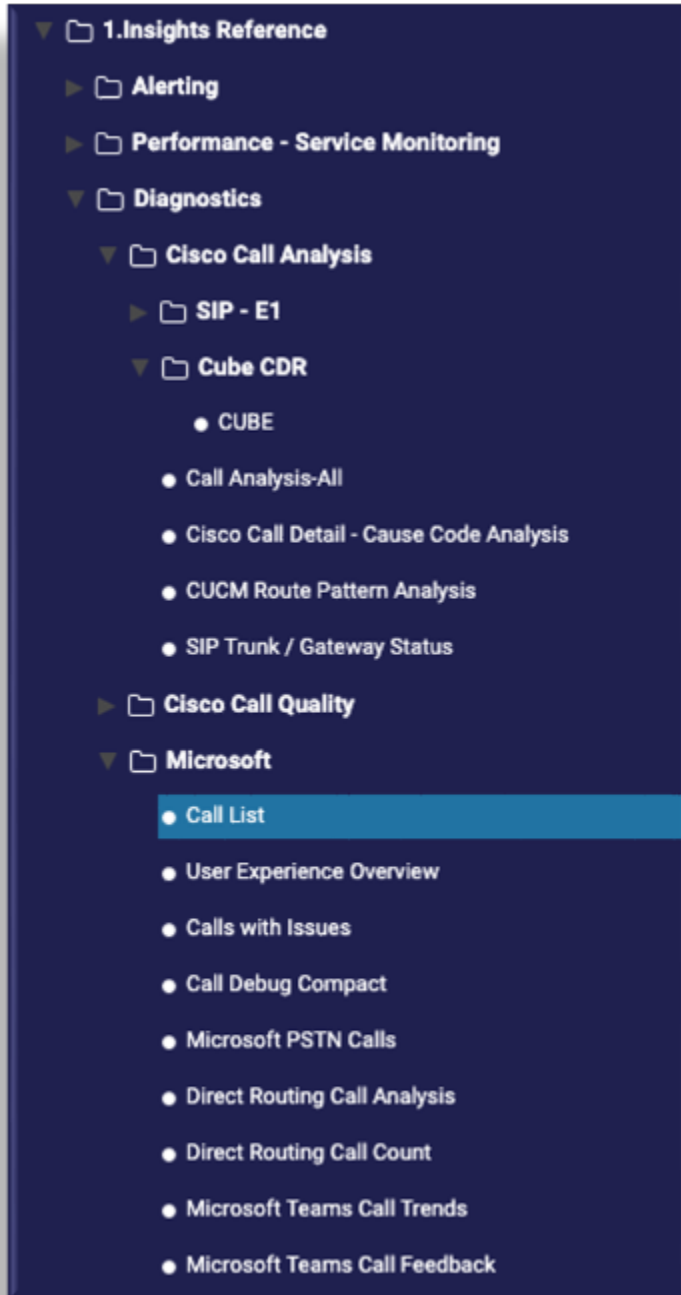 1.Insights Reference
Alerting
Performance - Service Monitoring
Diagnostics
Cisco Call Analysis
SIP - E1
Cube CDR
CUBE
Call Analysis-All
Cisco Call Detail - Cause Code Analysis
CUCM Route Pattern Analysis
SIP Trunk / Gateway Status
Cisco Call Quality
Microsoft
Call List
User Experience Overview
Calls with Issues
Call Debug Compact
Microsoft PSTN Calls
Direct Routing Call Analysis
Direct Routing Call Count
Microsoft Teams Call Trends
Microsoft Teams Call Feedback